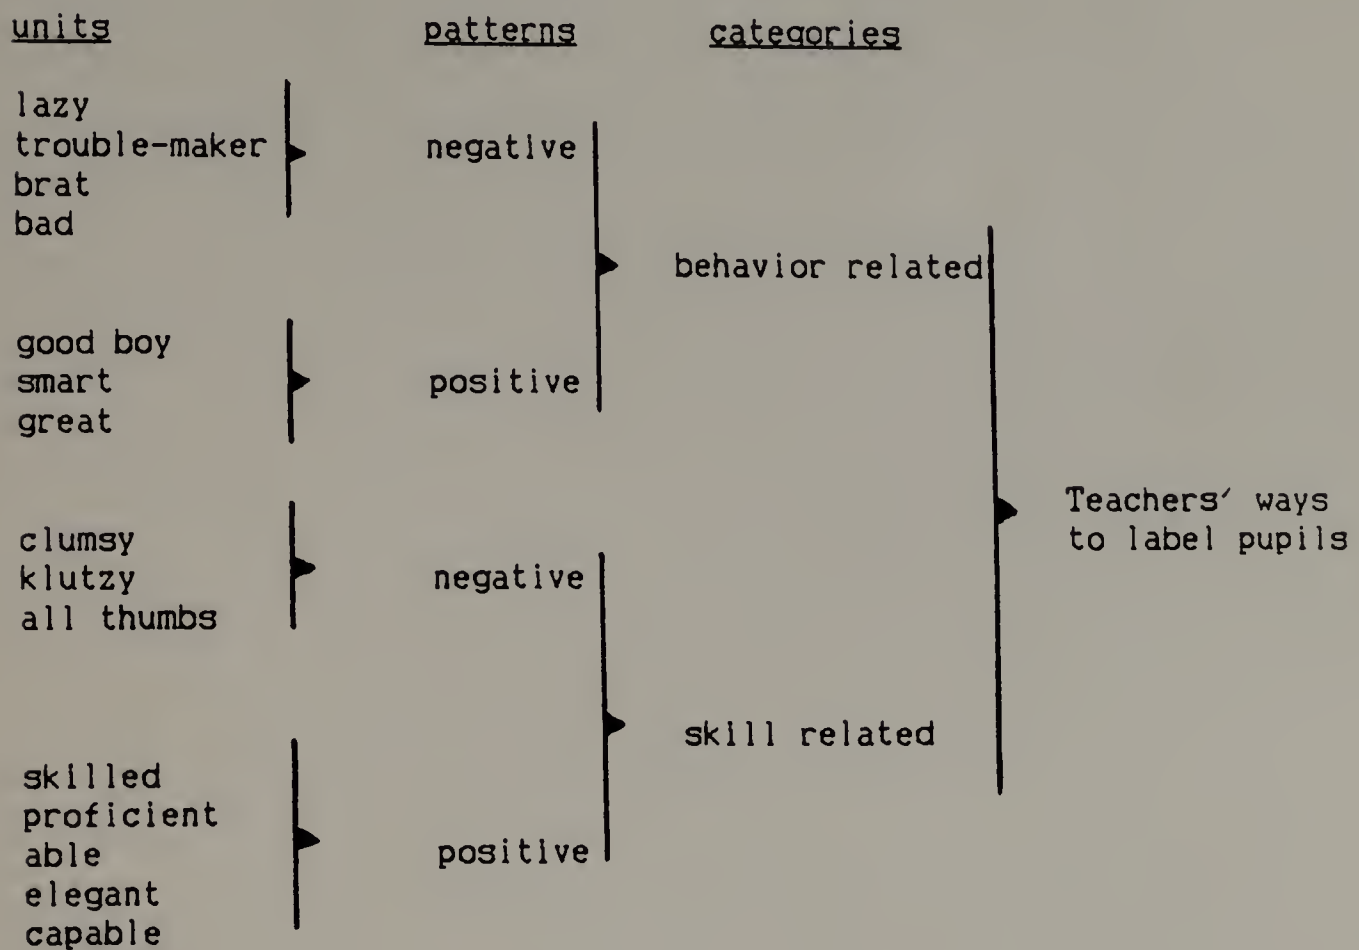 units patterns categories
lazy
trouble-maker negative
brat
bad
behavior related
good boy
smart positive
great
Teachers' ways
to label pupils
clumsy
klutzy negative
all thumbs
skill related
skilled
proficient
able positive
elegant
capable